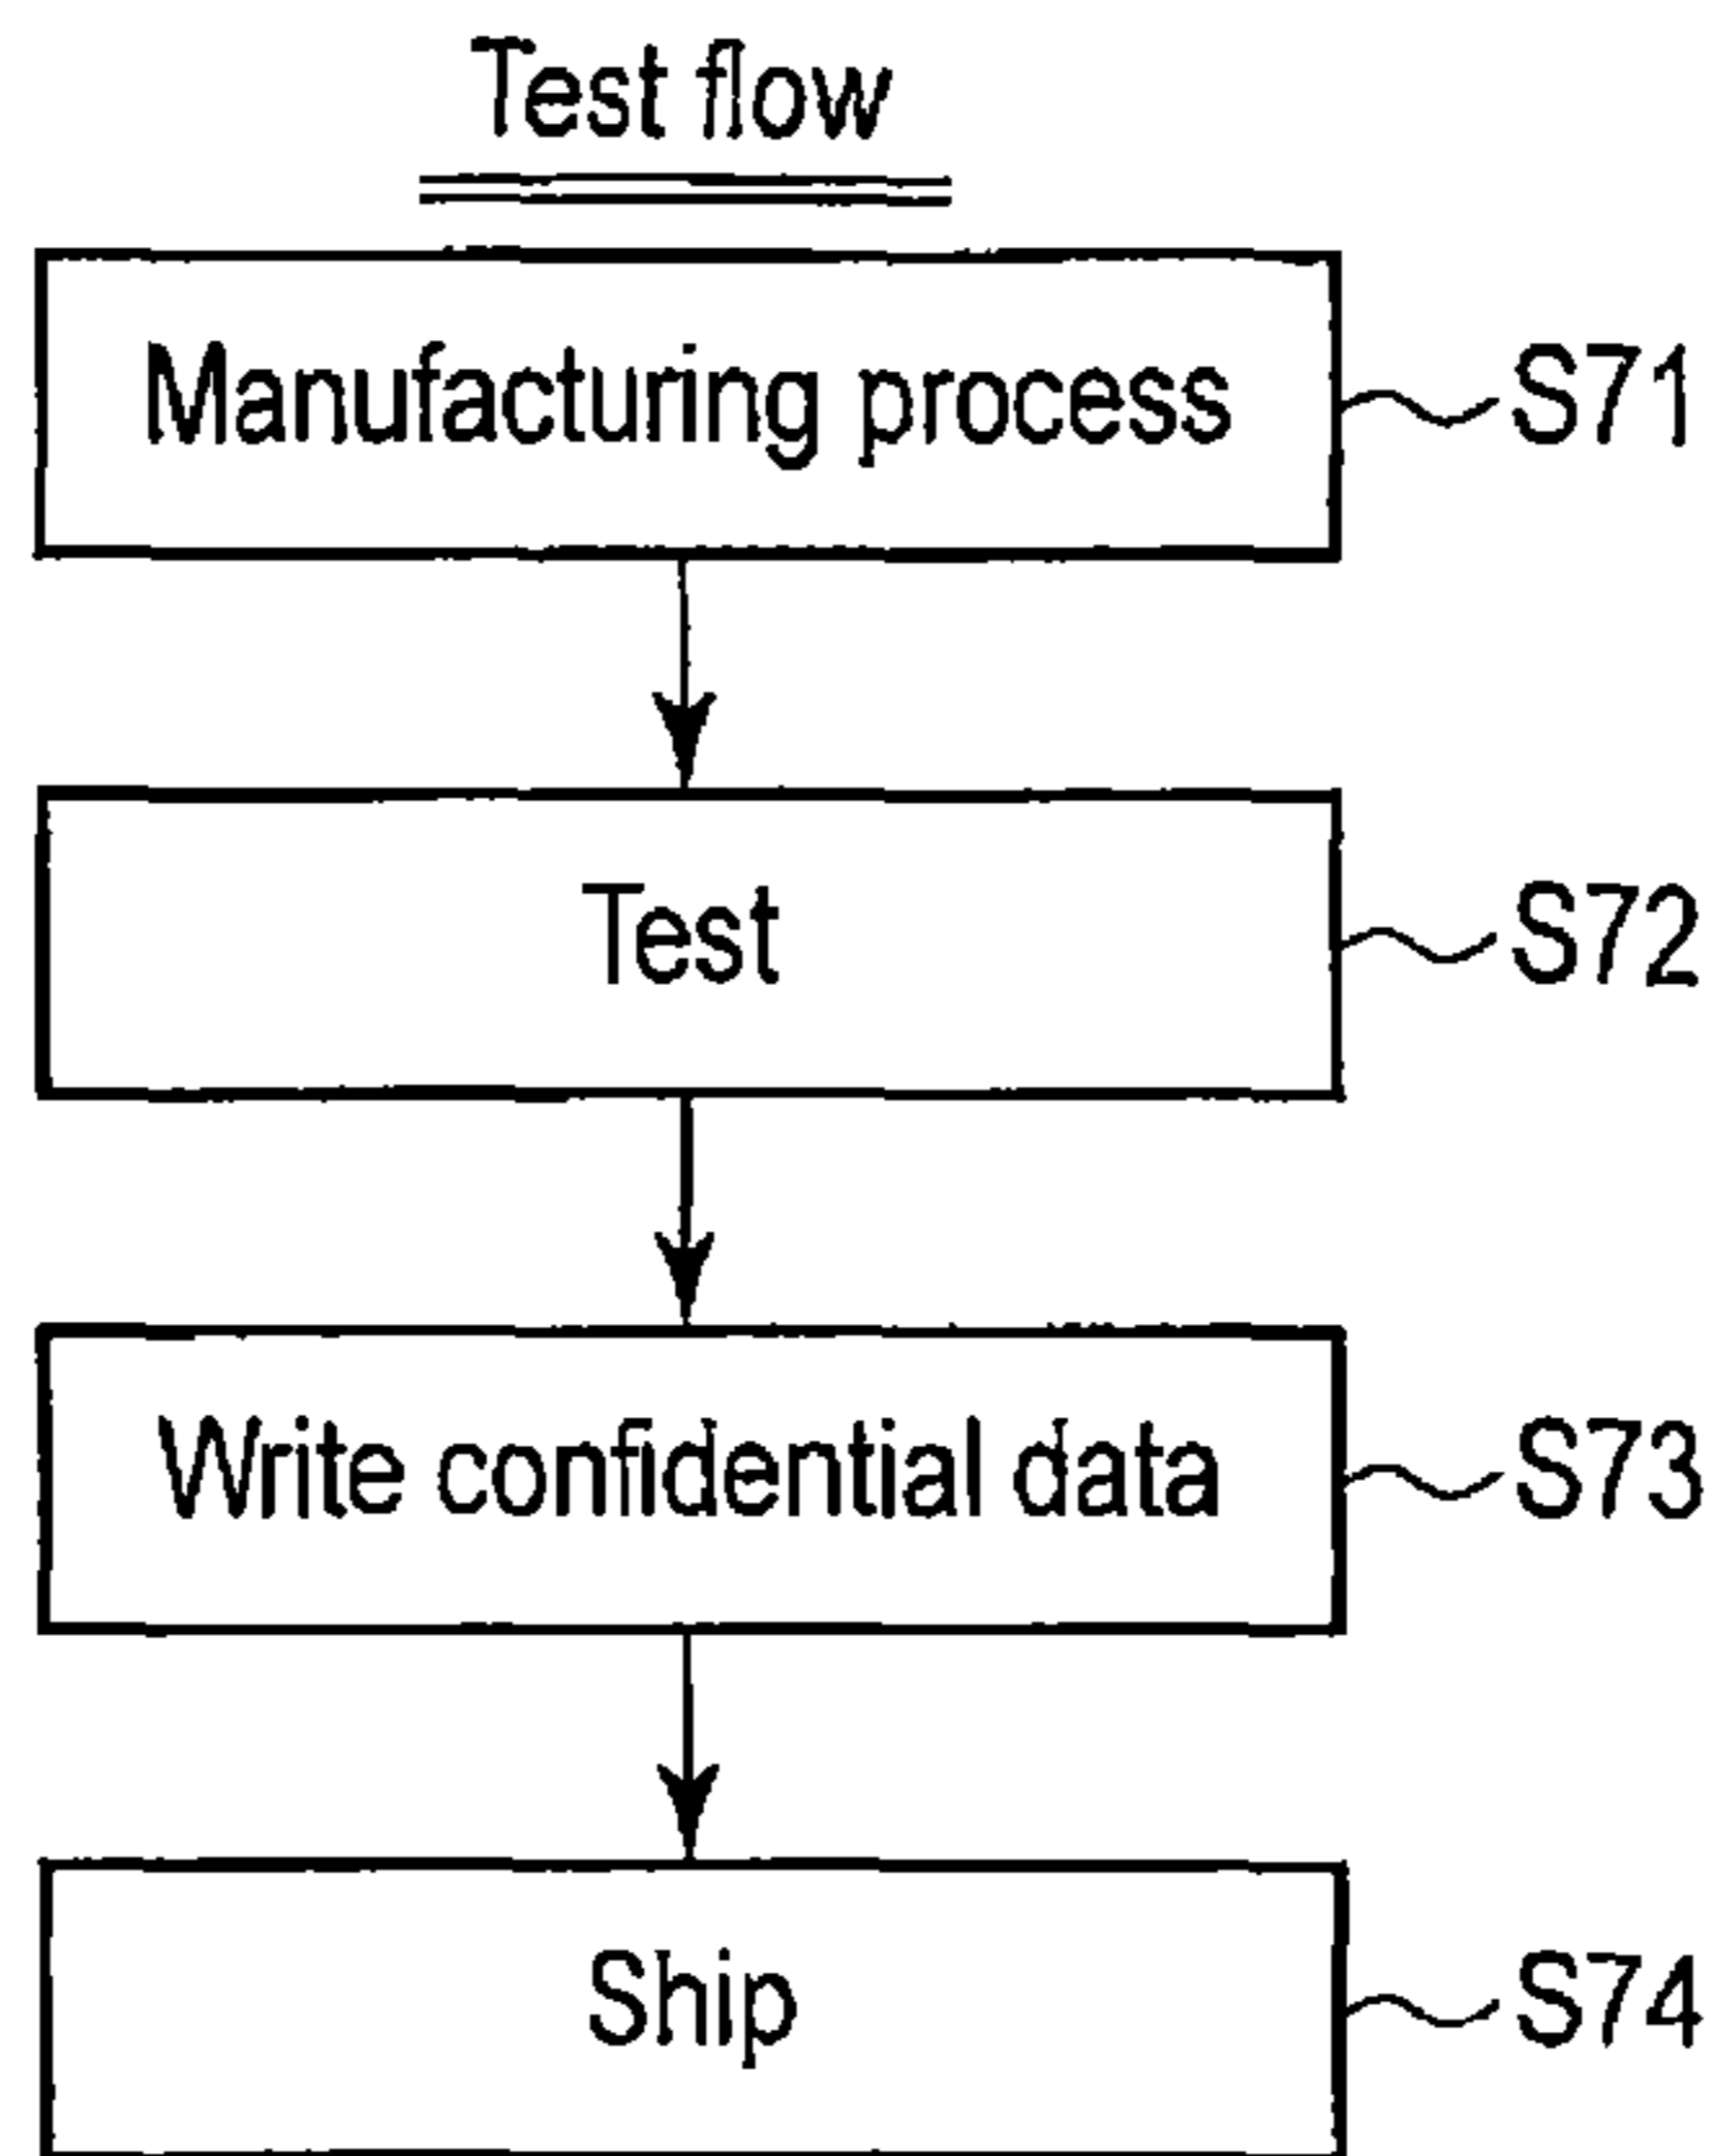 Test flow
Manufacturing process
S71
Test
S72
Write confidential data
S73
Ship
S74